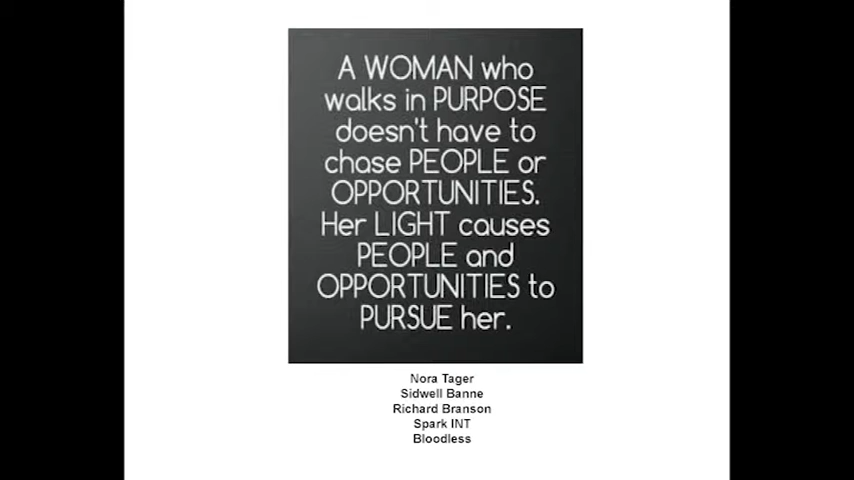 A WOMAN who
walks in PURPOSE
doesn't have to
chase PEOPLE or
OPPORTUNITIES.
Her LIGHT causes
PEOPLE and
OPPORTUNITIES to
PURSUE her.
Nora Tager
Sidwell Banne
Richard Branson
Spark INT
Bloodless